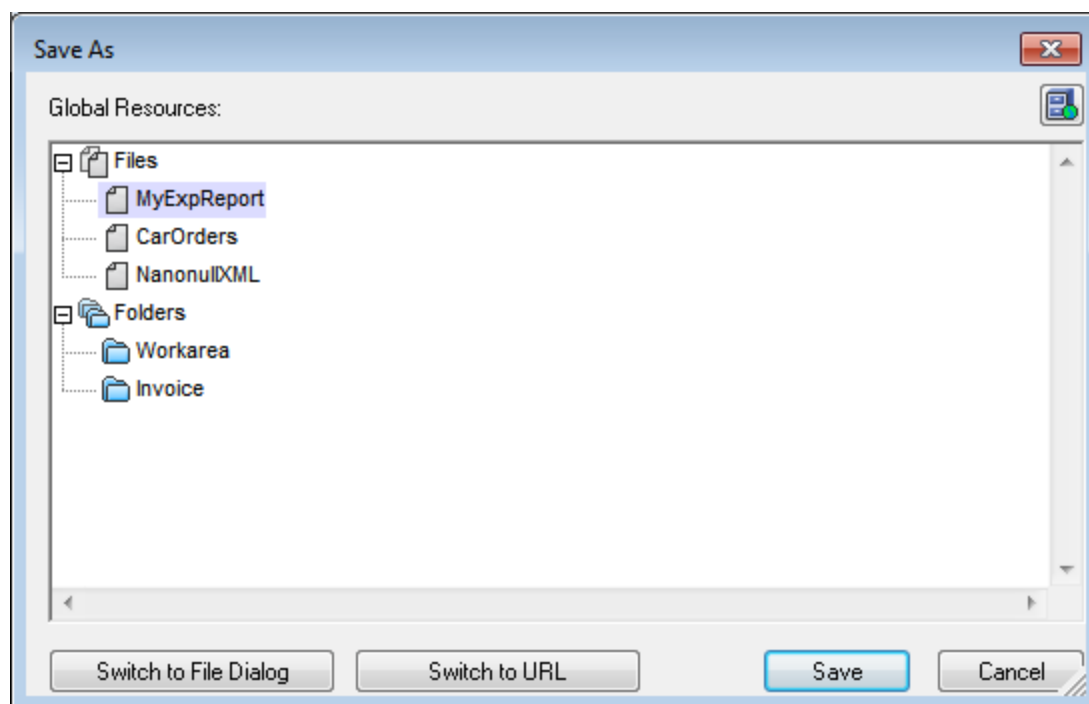 Save As
Global Resources:
Files
MyExpReport
CarOrders
NanonullXML
Folders
Workarea
Invoice
Switch to File Dialog
Switch to URL
Save
Cancel